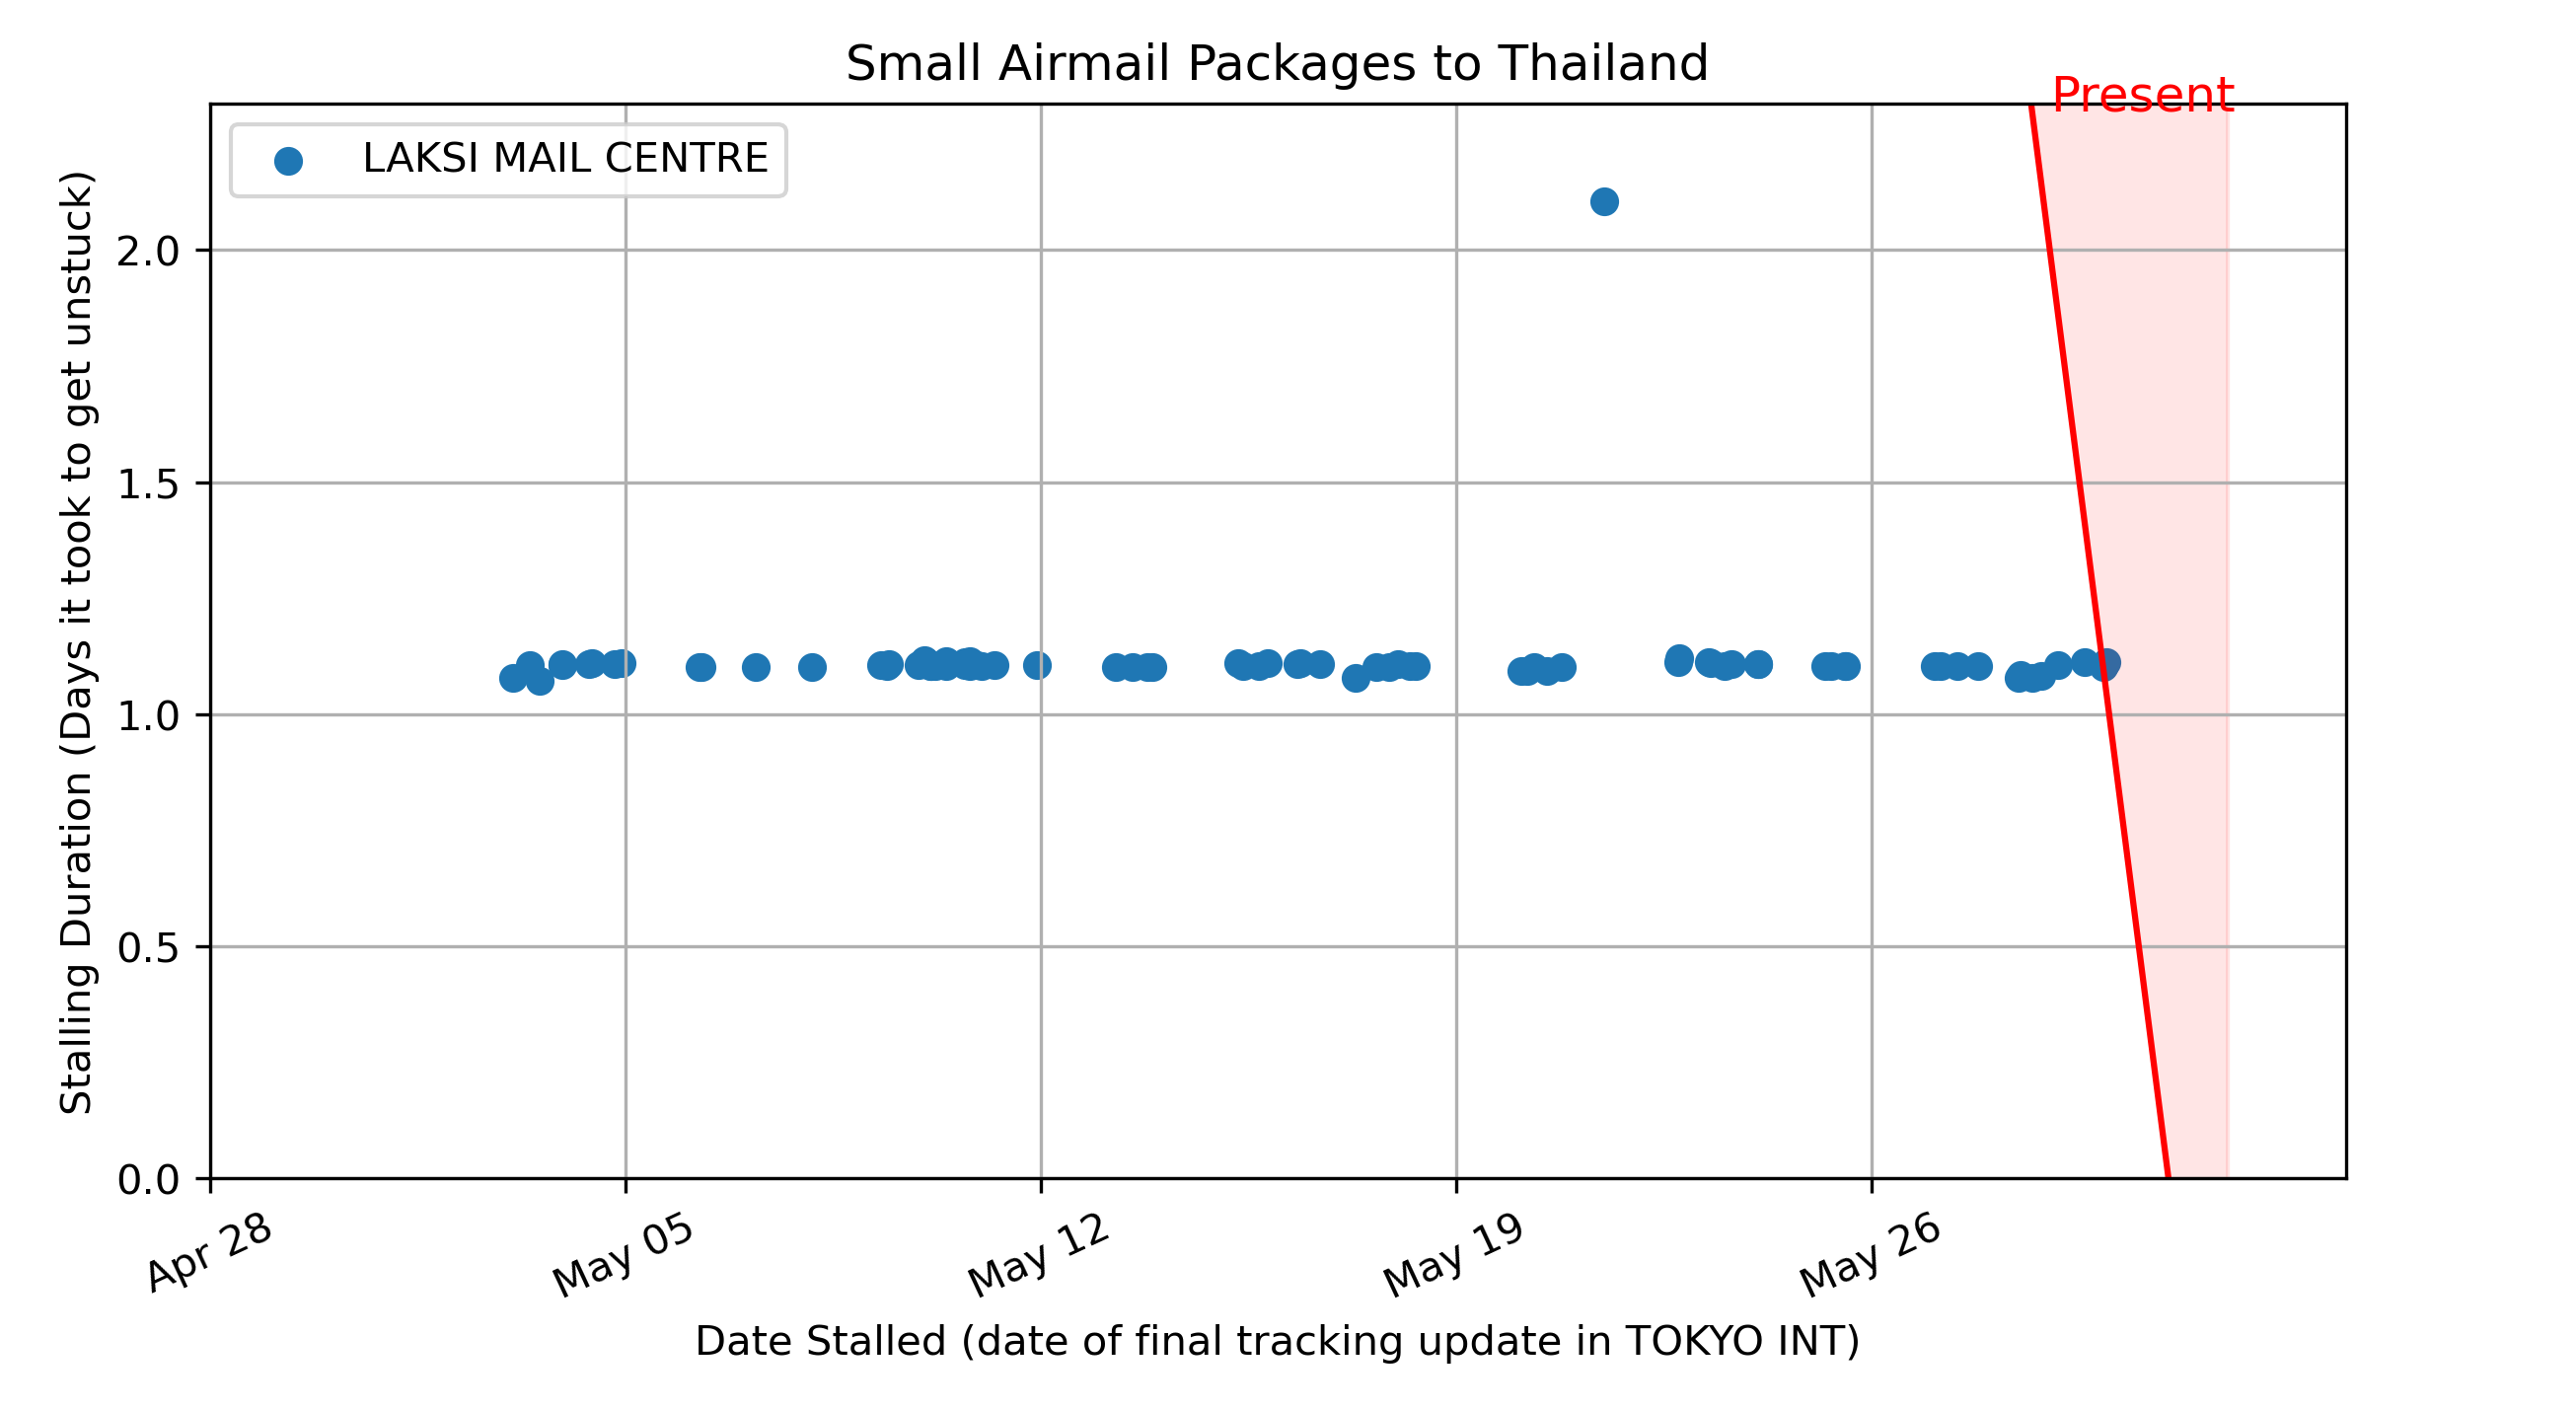 Small Airmail Packages to Thailand
Present
LAKSI MAIL CENTRE
Stalling Duration (Days it took to get unstuck)
2.0
1.5
1.0
0.5
0.0
Apr 28
May 05
May 12
May 19
May 26
Date Stalled (date of final tracking update in TOKYO INT)